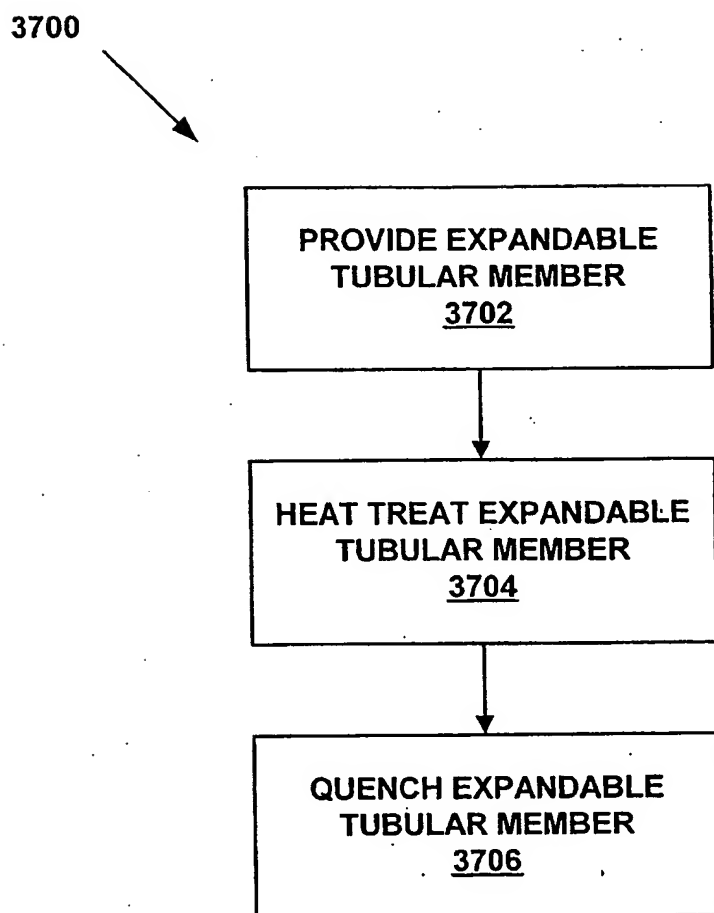 3700
PROVIDE EXPANDABLE
TUBULAR MEMBER
3702
HEAT TREAT EXPANDABLE
TUBULAR MEMBER
3704
QUENCH EXPANDABLE
TUBULAR MEMBER
3706